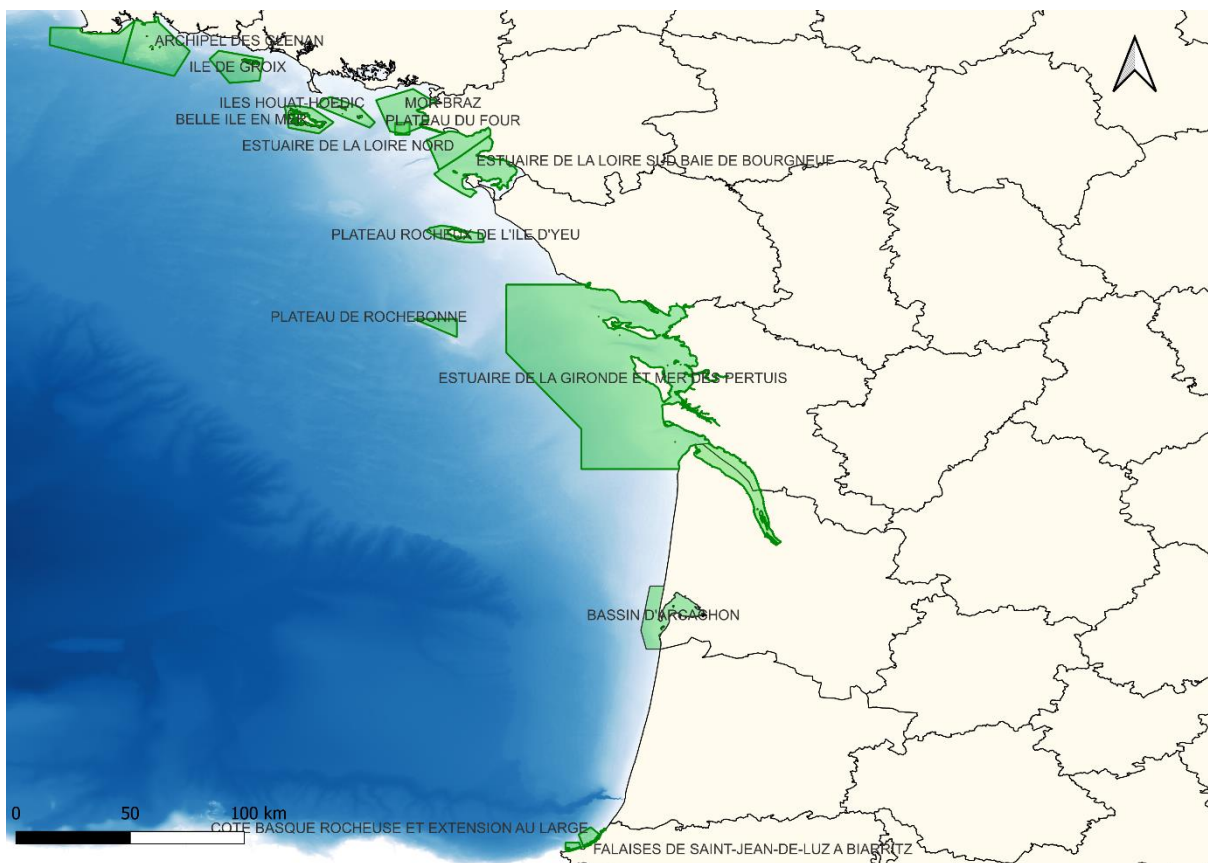 ARCHIPEL DES GLENAN
ILE DE GROIX
ILES HOUAT-HOEDIC
MOR-BRAZ
BELLE ILE EN MER
PLATEAU DU FOUR
ESTUAIRE DE LA LOIRE NORD
ESTUAIRE DE LA LOIRE SUD BAIE DE BOURGNEUF
PLATEAU ROCHEUX DE L'ILE D'YEU
PLATEAU DE ROCHEBONNE
ESTUAIRE DE LA GIRONDE ET MER DES PERTUIS
BASSIN D'ARCACHON
0 50 100 km
COTE BASQUE ROCHEUSE ET EXTENSION AU LARGE
FALAISES DE SAINT-JEAN-DE-LUZ A BIARRITZ